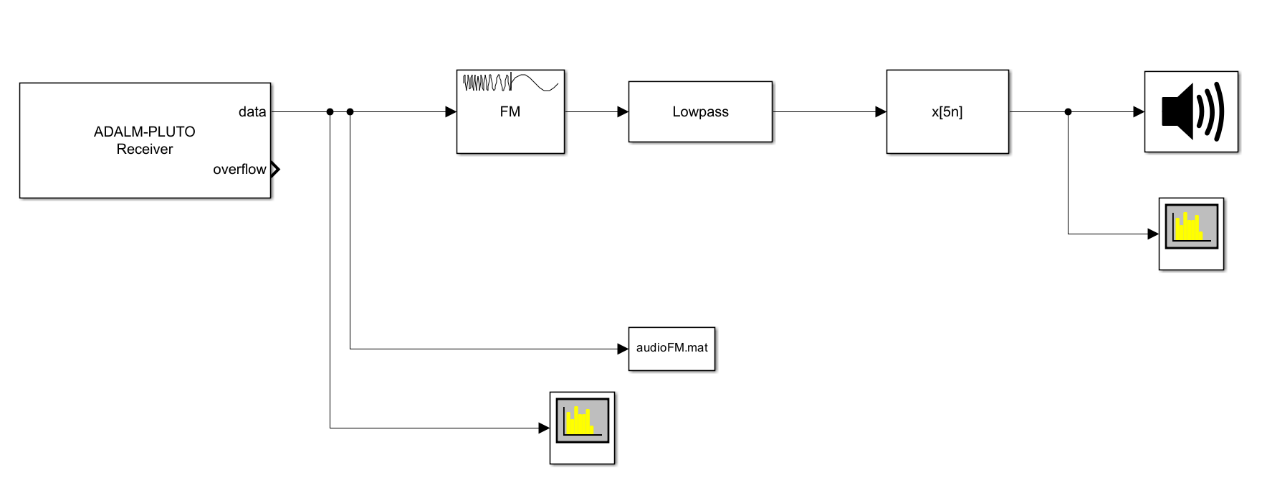 data
ADALM-PLUTO
Receiver
overflow
FM
Lowpass
x[5n]
audioFM.mat